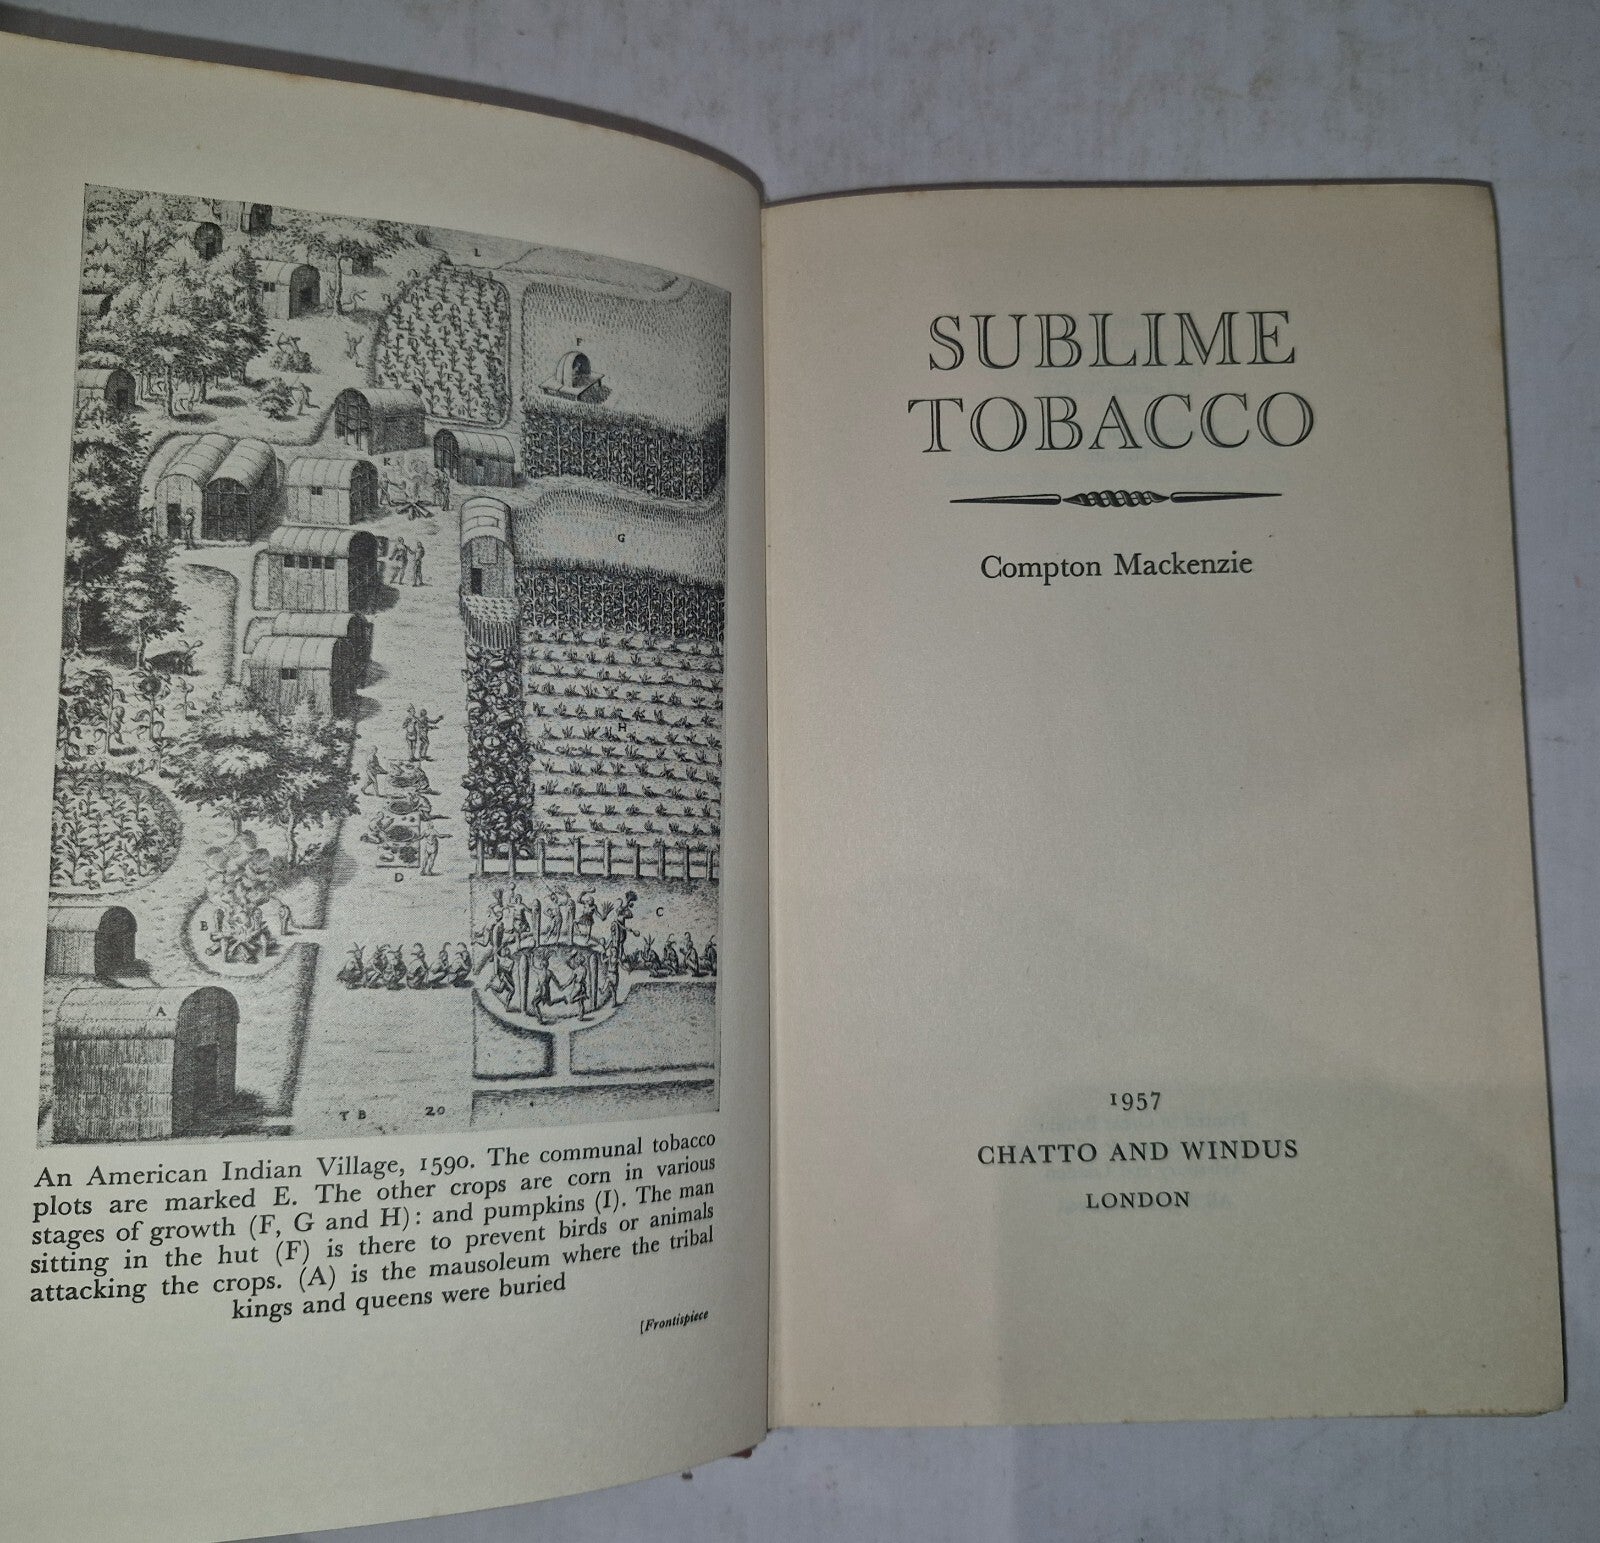 L
F
E
K
G
E
H
D
C
B
A
T B 20
An American Indian Village, 1590. The communal tobacco
plots are marked E. The other crops are corn in various
stages of growth (F, G and H): and pumpkins (I). The man
sitting in the hut (F) is there to prevent birds or animals
attacking the crops. (A) is the mausoleum where the tribal
kings and queens were buried
[Frontispiece
SUBLIME
TOBACCO
Compton Mackenzie
1957
CHATTO AND WINDUS
LONDON